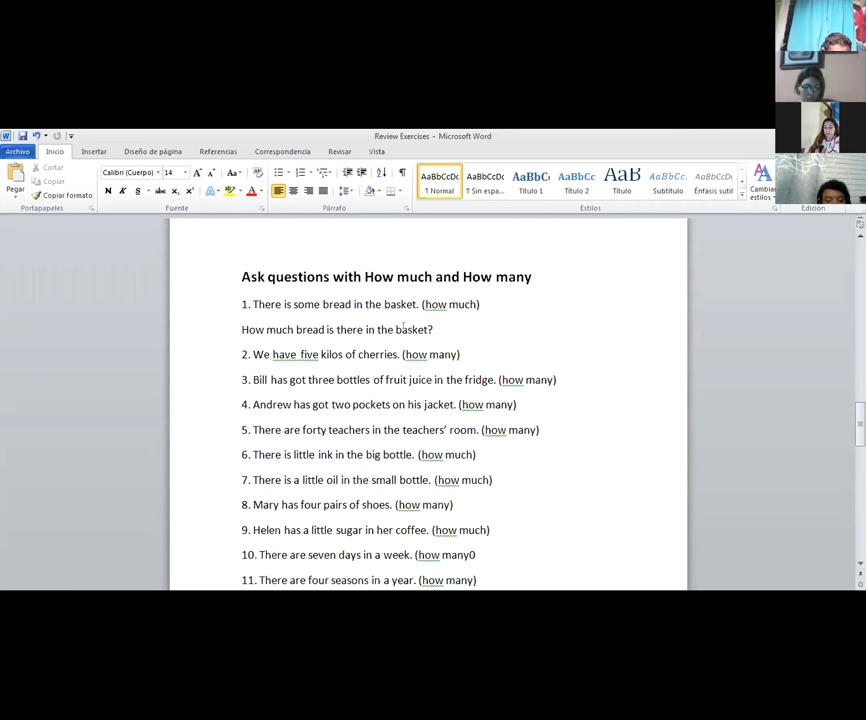 Review Exercises - Microsoft Word
Archivo Inicio Insertar Diseño de página Referencias Correspondencia Revisar Vista
Pegar
Cortar
Copiar
Copiar formato
Portapapeles
Calibri (Cuerpo) 14
Fuente
Párrafo
AaBbCcDc AaBbCcDc AaBbCc AaBbCc AaB AaBbCcL AaBbCcDc
¶ Normal ¶ Sin espa... Título 1 Título 2 Título Subtítulo Énfasis sutil
Cambiar
estilos
Estilos
Edición
Ask questions with How much and How many
1. There is some bread in the basket. (how much)
How much bread is there in the basket?
2. We have five kilos of cherries. (how many)
3. Bill has got three bottles of fruit juice in the fridge. (how many)
4. Andrew has got two pockets on his jacket. (how many)
5. There are forty teachers in the teachers’ room. (how many)
6. There is little ink in the big bottle. (how much)
7. There is a little oil in the small bottle. (how much)
8. Mary has four pairs of shoes. (how many)
9. Helen has a little sugar in her coffee. (how much)
10. There are seven days in a week. (how many0
11. There are four seasons in a year. (how many)